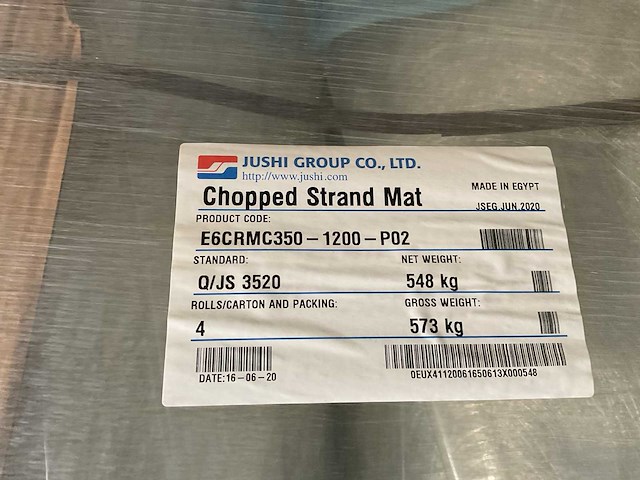 JUSHI GROUP CO., LTD.
http://www.jushi.com
Chopped Strand Mat
MADE IN EGYPT
JSEG.JUN.2020
PRODUCT CODE:
E6CRMC350-1200-P02
STANDARD:
NET WEIGHT:
Q/JS 3520
548 kg
ROLLS/CARTON AND PACKING:
GROSS WEIGHT:
4
573 kg
DATE:16-06-20
0EUX41120061650613X000548